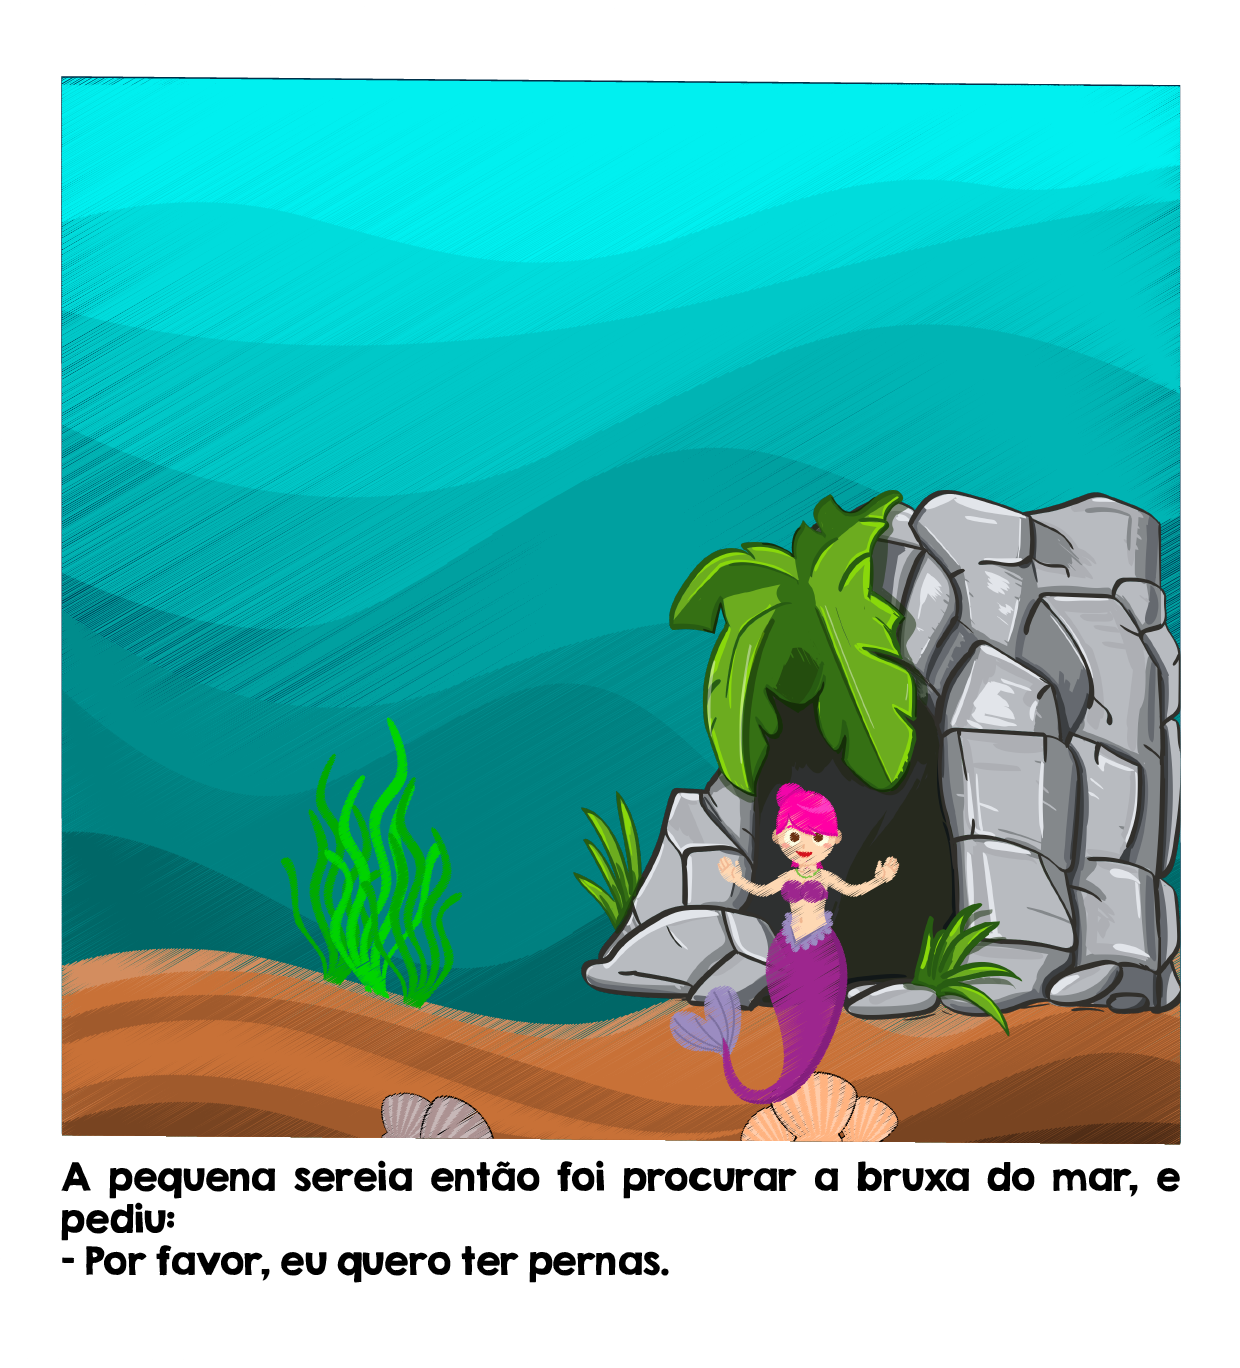 A pequena sereia então foi procurar a bruxa do mar, e
pediu:
- Por favor, eu quero ter pernas.